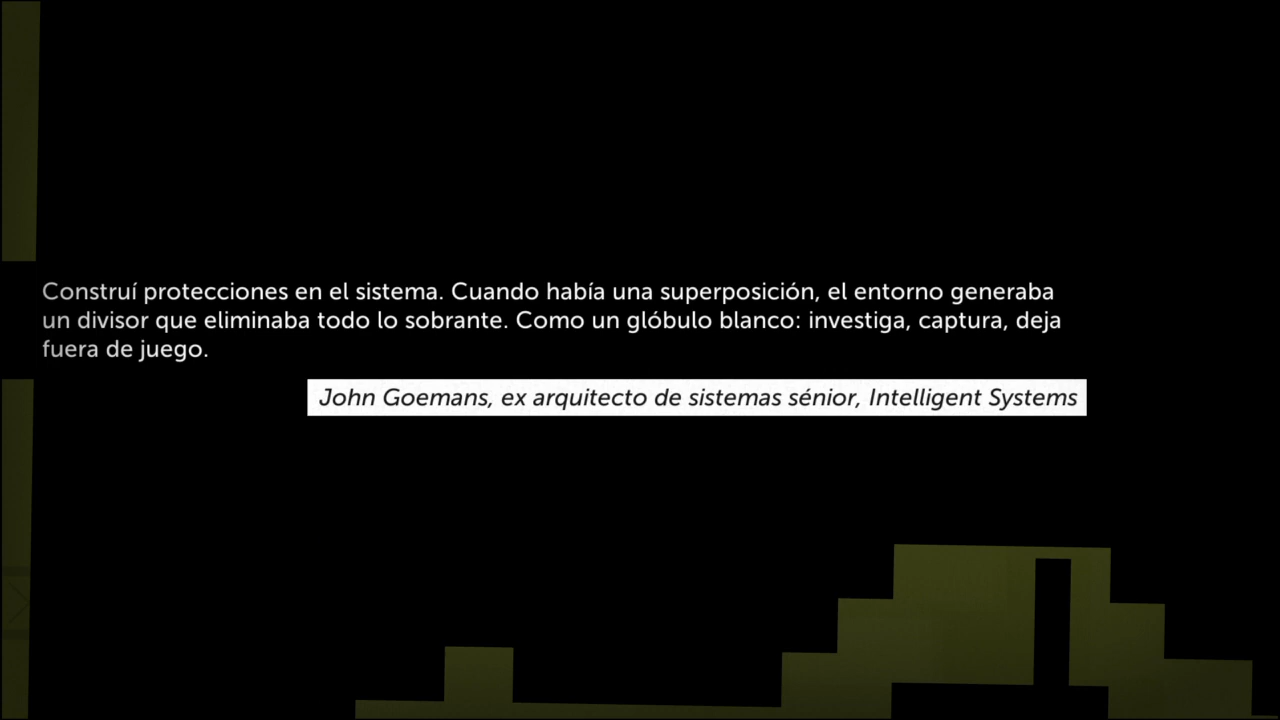 Construí protecciones en el sistema. Cuando había una superposición, el entorno generaba
un divisor que eliminaba todo lo sobrante. Como un glóbulo blanco: investiga, captura, deja
fuera de juego.
John Goemans, ex arquitecto de sistemas sénior, Intelligent Systems